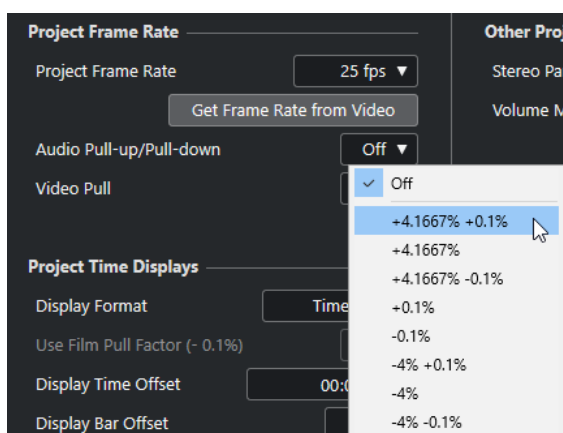 Project Frame Rate
Other
Project Frame Rate 25 fps
Stereo
Get Frame Rate from Video
Volume
Audio Pull-up/Pull-down Off
Video Pull
Off
+4.1667% +0.1%
+4.1667%
+4.1667% -0.1%
+0.1%
-0.1%
-4% +0.1%
-4%
-4% -0.1%
Project Time Displays
Display Format Time
Use Film Pull Factor (- 0.1%)
Display Time Offset 00:
Display Bar Offset